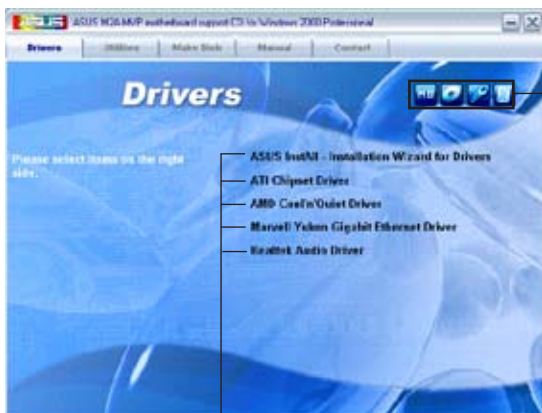 ASUS M2A-MVP motherboard support CD for Windows 2000 Professional
Drivers
Utilities
Make Disk
Manual
Contact
Drivers
Please select items on the right
side.
ASUS InstAll - Installation Wizard for Drivers
ATI Chipset Driver
AMD Cool'n'Quiet Driver
Marvell Yukon Gigabit Ethernet Driver
Realtek Audio Driver